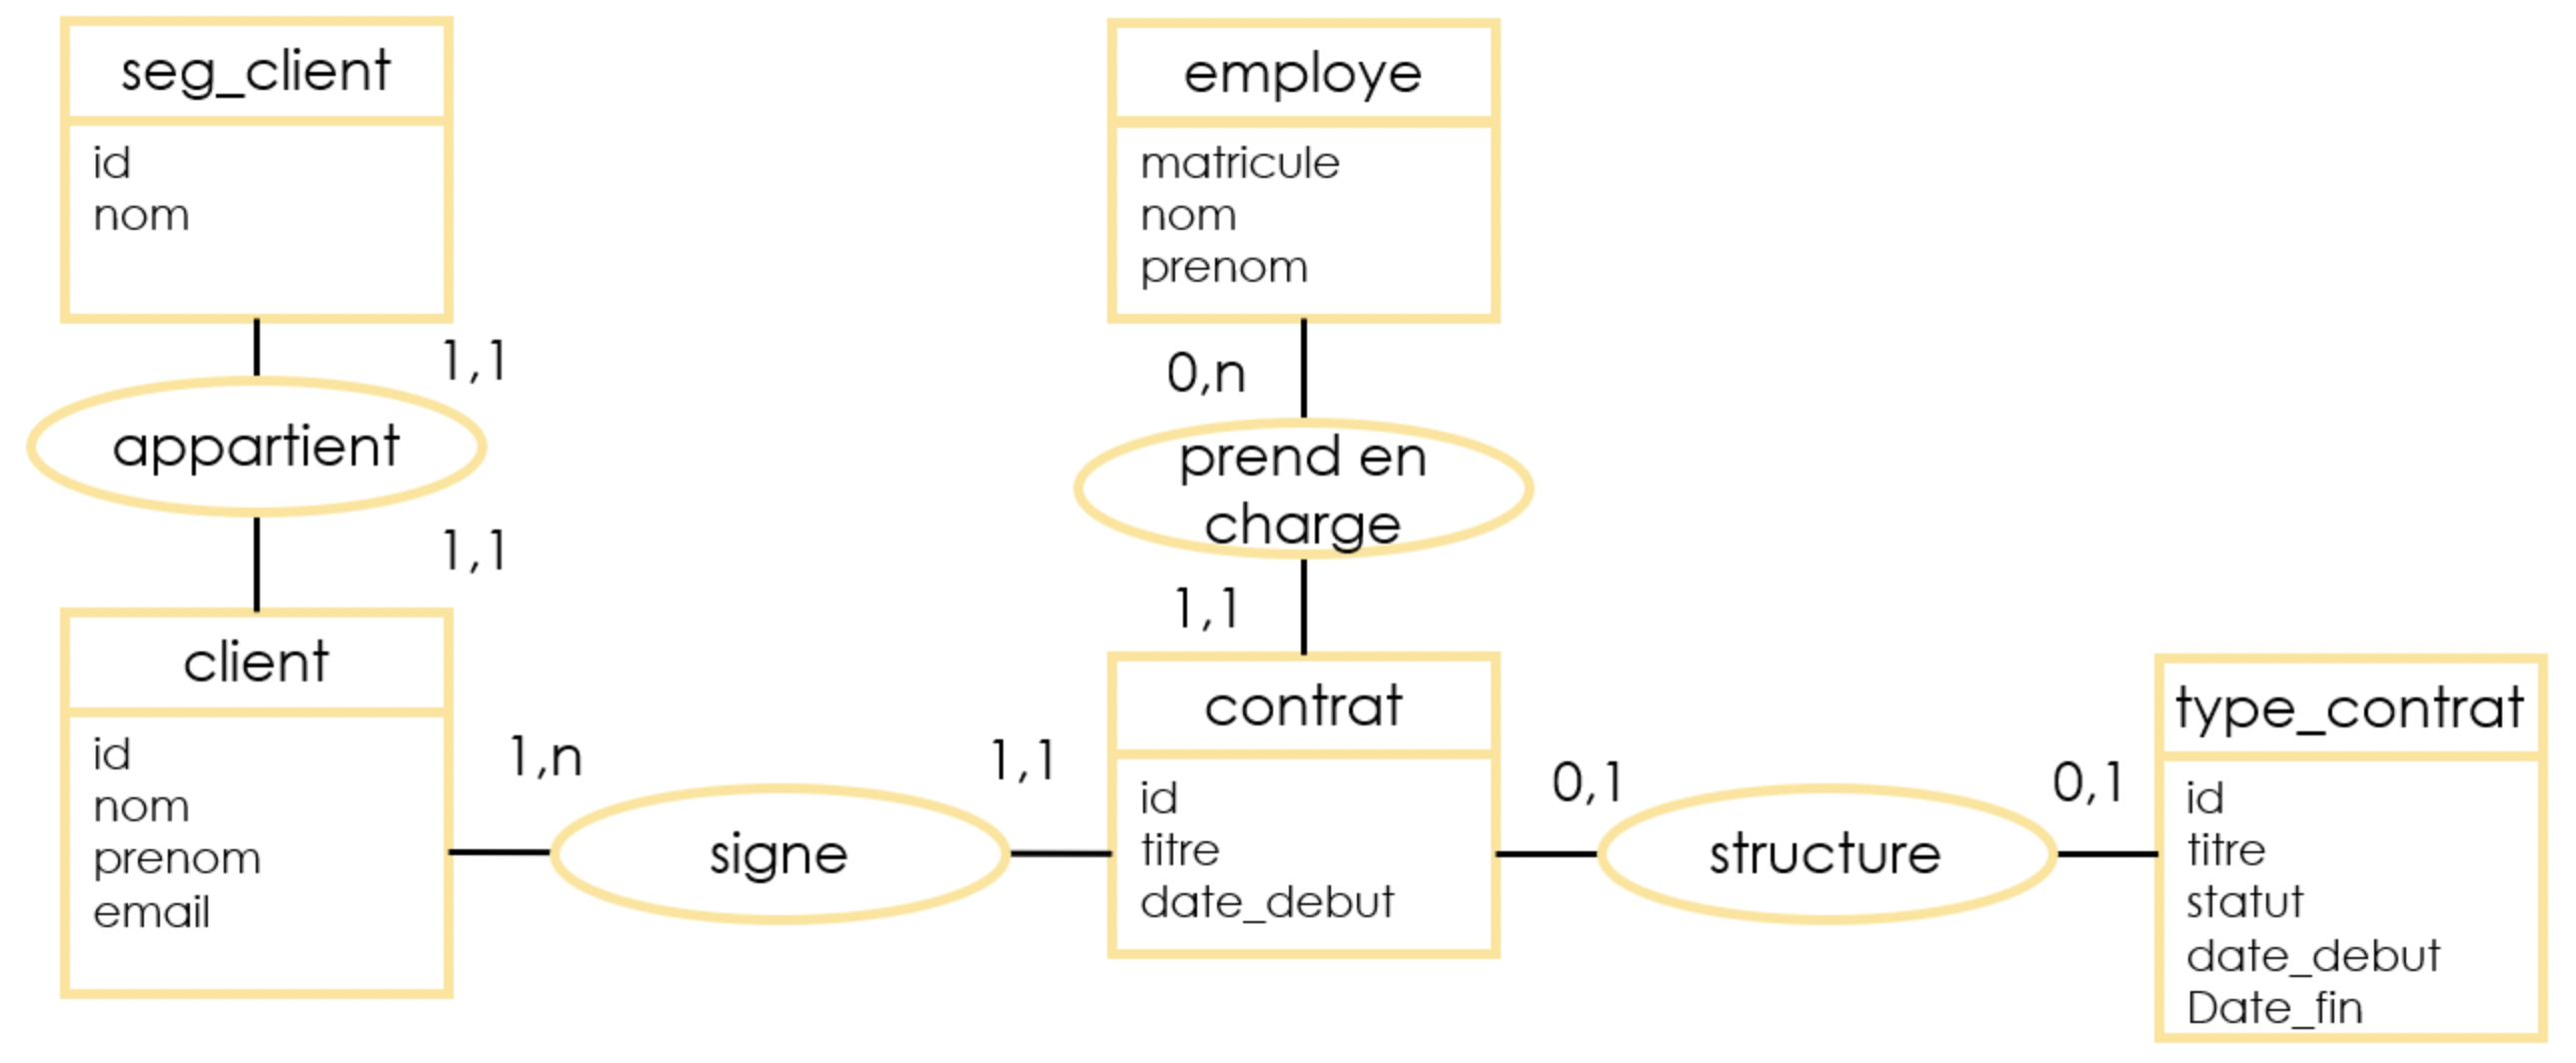 seg_client
id
nom
1,1
appartient
1,1
client
id
nom
prenom
email
1,n
signe
1,1
employe
matricule
nom
prenom
0,n
prend en
charge
1,1
contrat
id
titre
date_debut
0,1
structure
0,1
type_contrat
id
titre
statut
date_debut
Date_fin